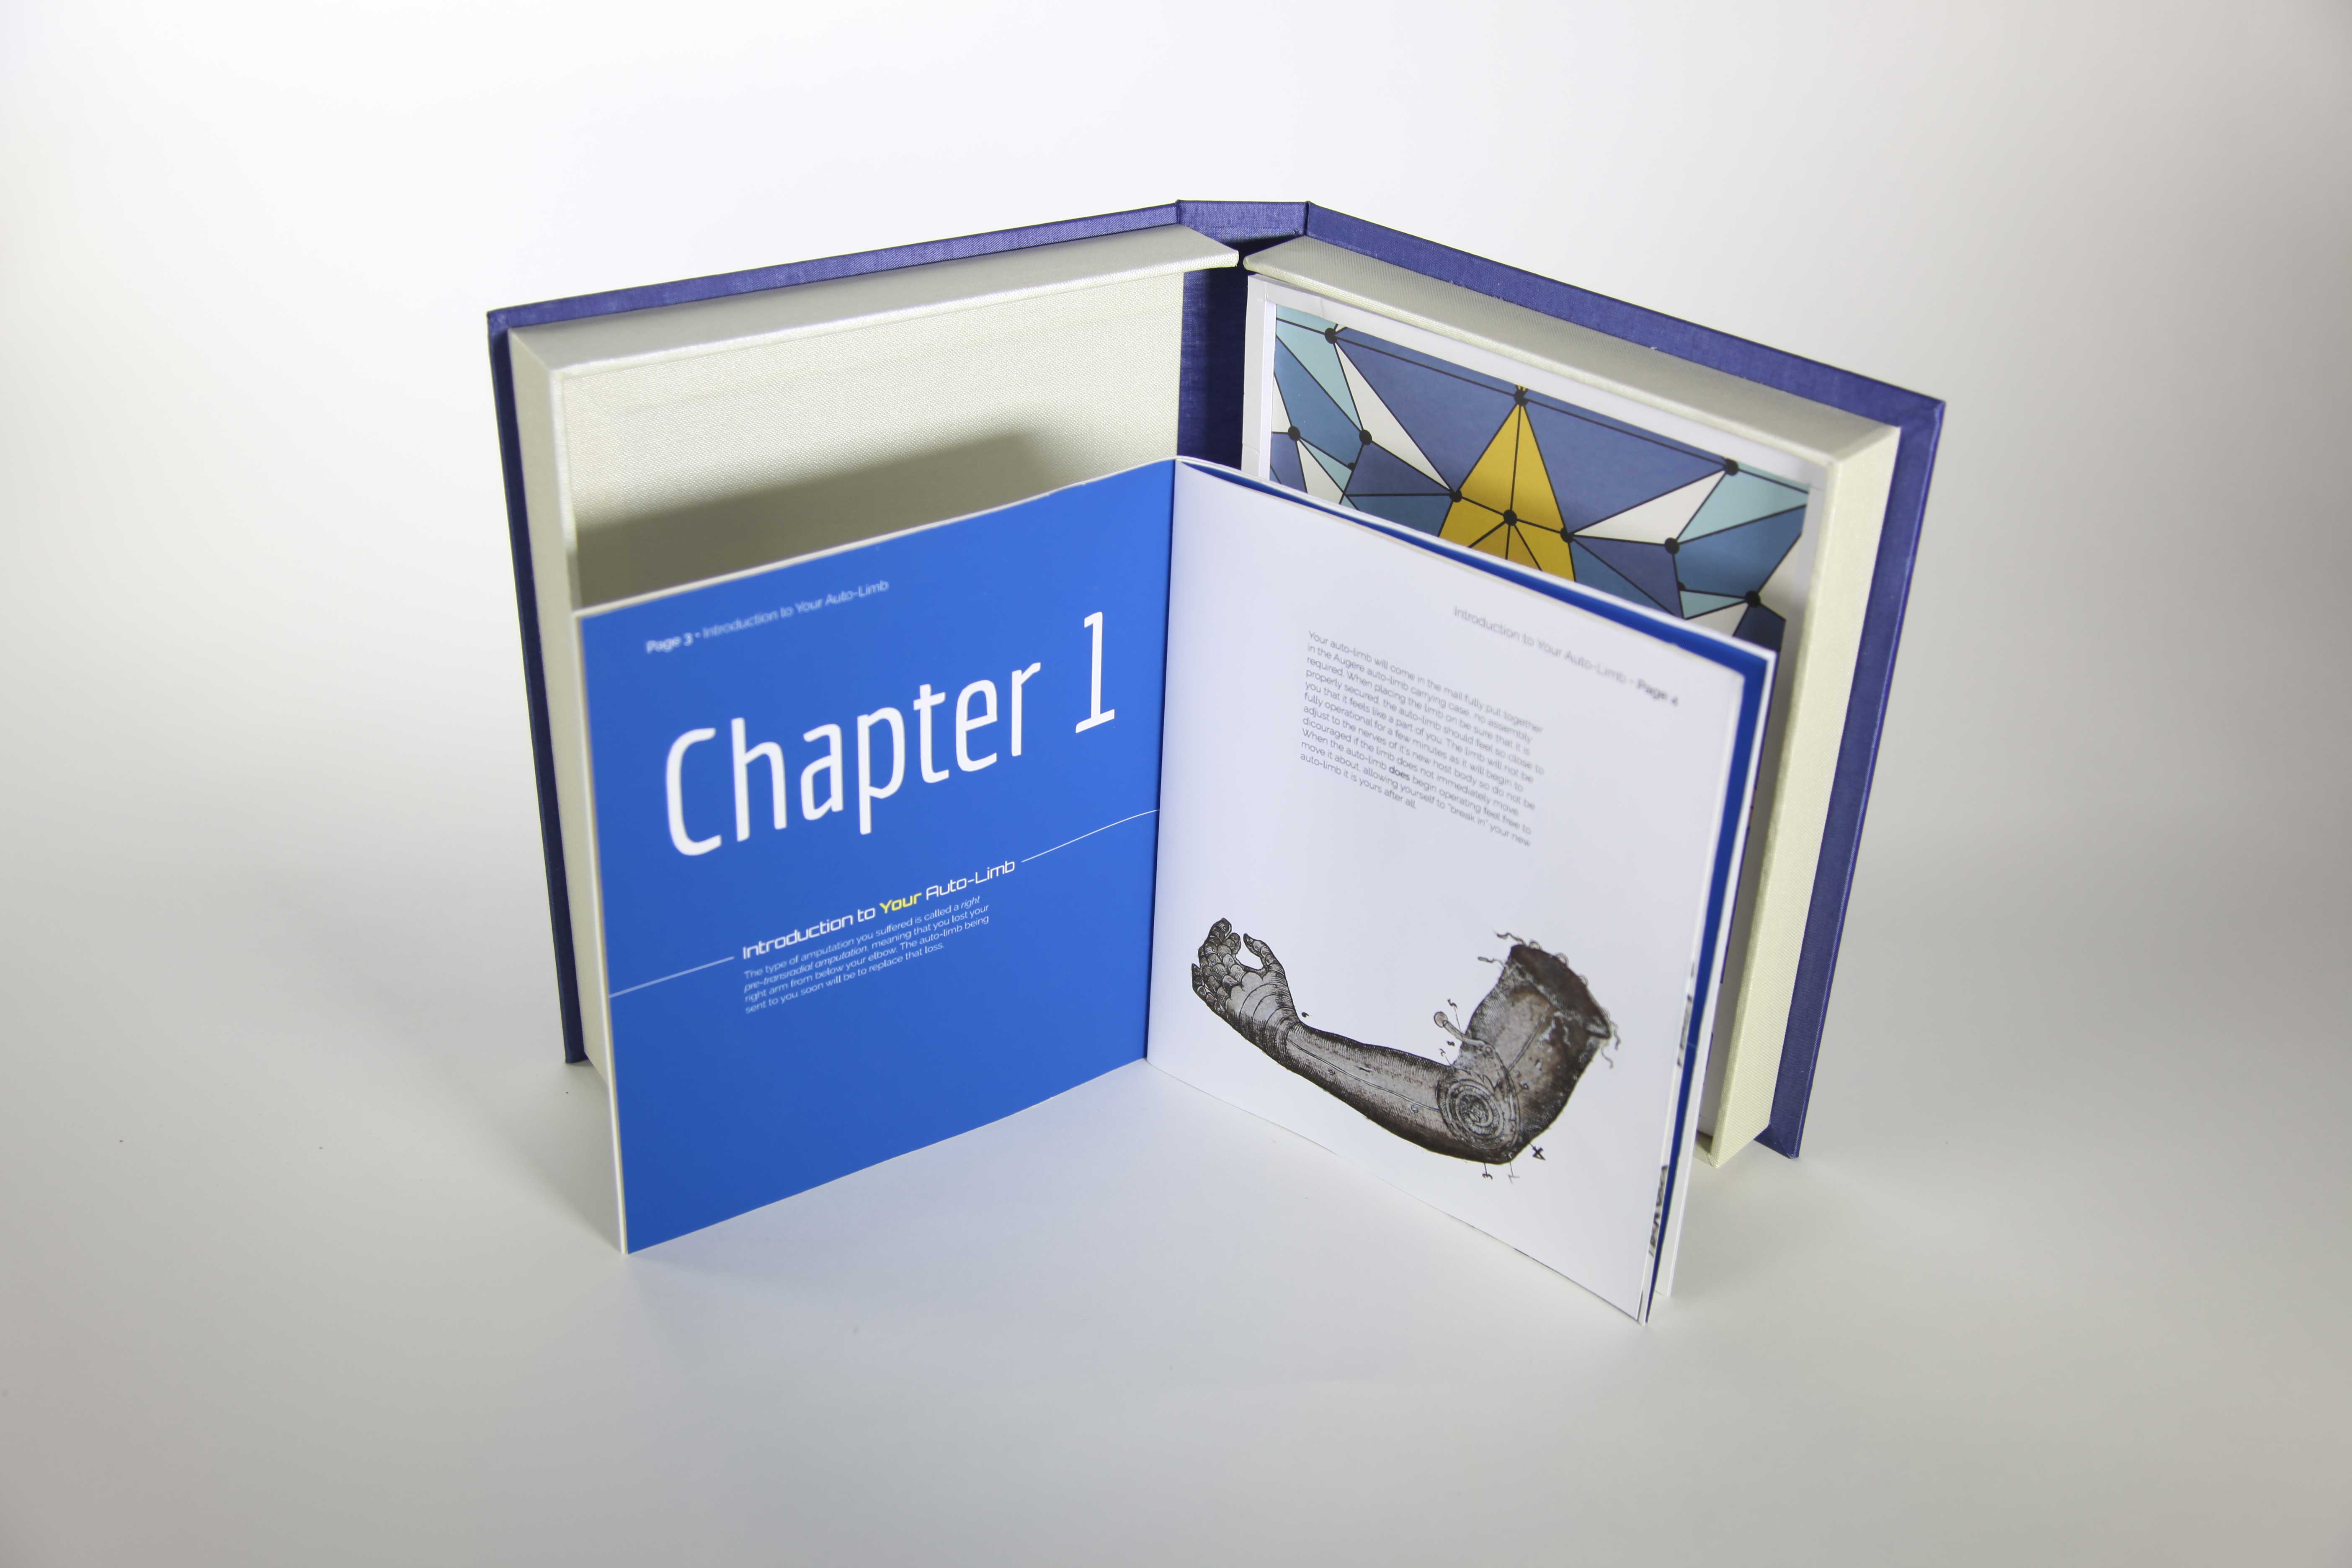 Page 3 - Introduction to Your Auto-Limb
Chapter 1
Introduction to Your Auto-Limb
The type of amputation you suffered is called a right
pre-transradial amputation, meaning that you lost your
right arm from below your elbow. The auto-limb being
sent to you soon will be to replace that loss.
Introduction to Your Auto-Limb - Page 4
Your auto-limb will come in the mail fully put together
in the Augere auto-limb carrying case, no assembly
required. When placing the limb on be sure that it is
properly secured, the auto-limb should feel so close to
you that it feels like a part of you. The limb will not be
fully operational for a few minutes as it will begin to
adjust to the nerves of it's new host body so do not be
dicouraged if the limb does not immediately move.
When the auto-limb does begin operating feel free to
move it about, allowing yourself to "break in" your new
auto-limb it is yours after all.
5
3
4